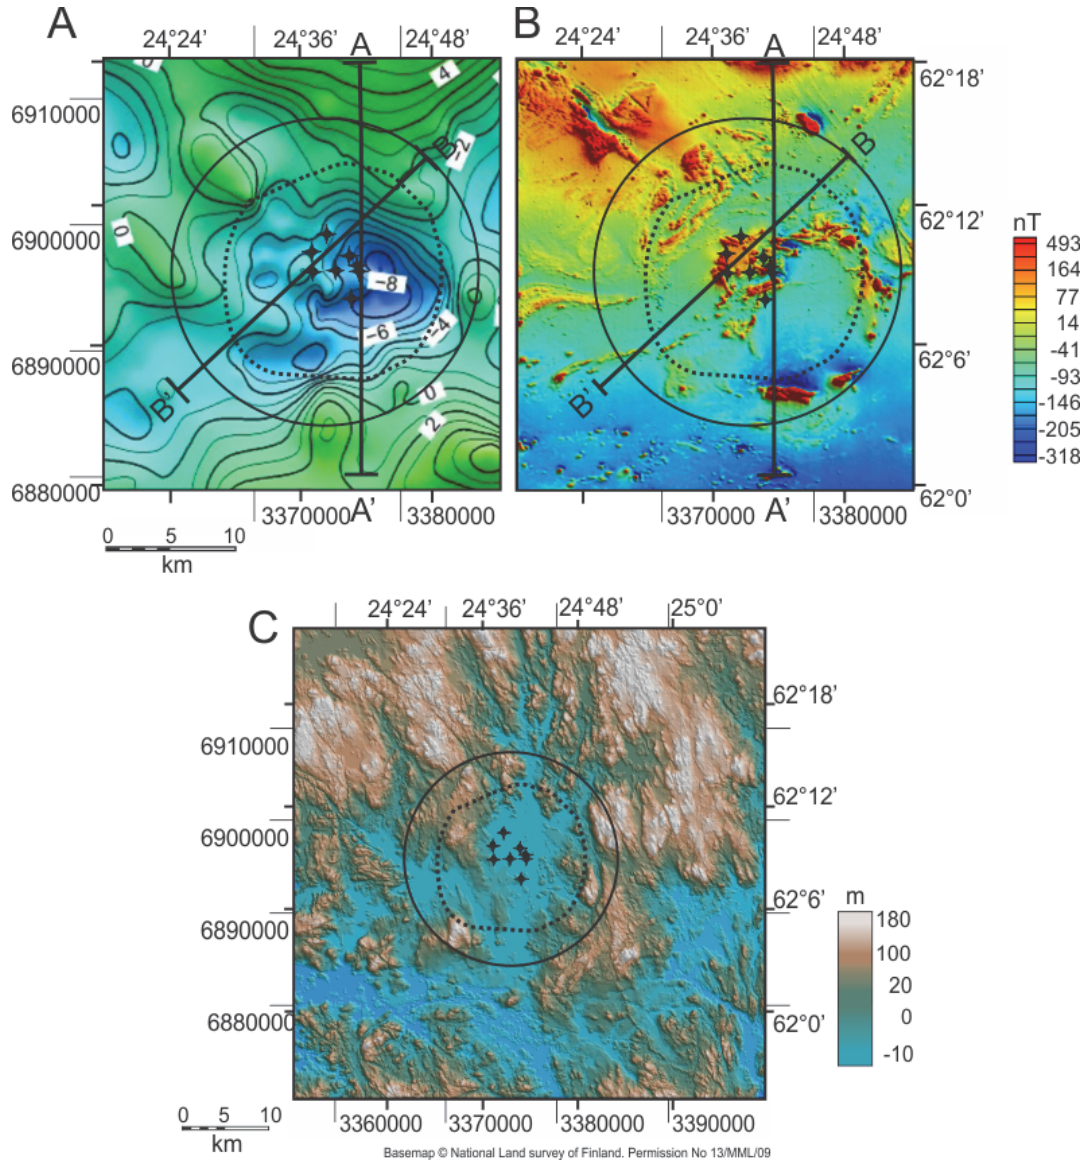 A
24°24’ 24°36’ A 24°48’
6910000
6900000
6890000
6880000
0
4
−2
B
0
−8
−6
−4
B’
0
2
3370000 A’ 3380000
0 5 10
km
B
24°24’ 24°36’ A 24°48’
62°18’
62°12’
62°6’
62°0’
B
B’
3370000 A’ 3380000
nT
493
164
77
14
-41
-93
-146
-205
-318
C
24°24’ 24°36’ 24°48’ 25°0’
6910000
6900000
6890000
6880000
62°18’
62°12’
62°6’
62°0’
3360000 3370000 3380000 3390000
0 5 10
km
m
180
100
20
0
-10
Basemap © National Land survey of Finland. Permission No 13/MML/09